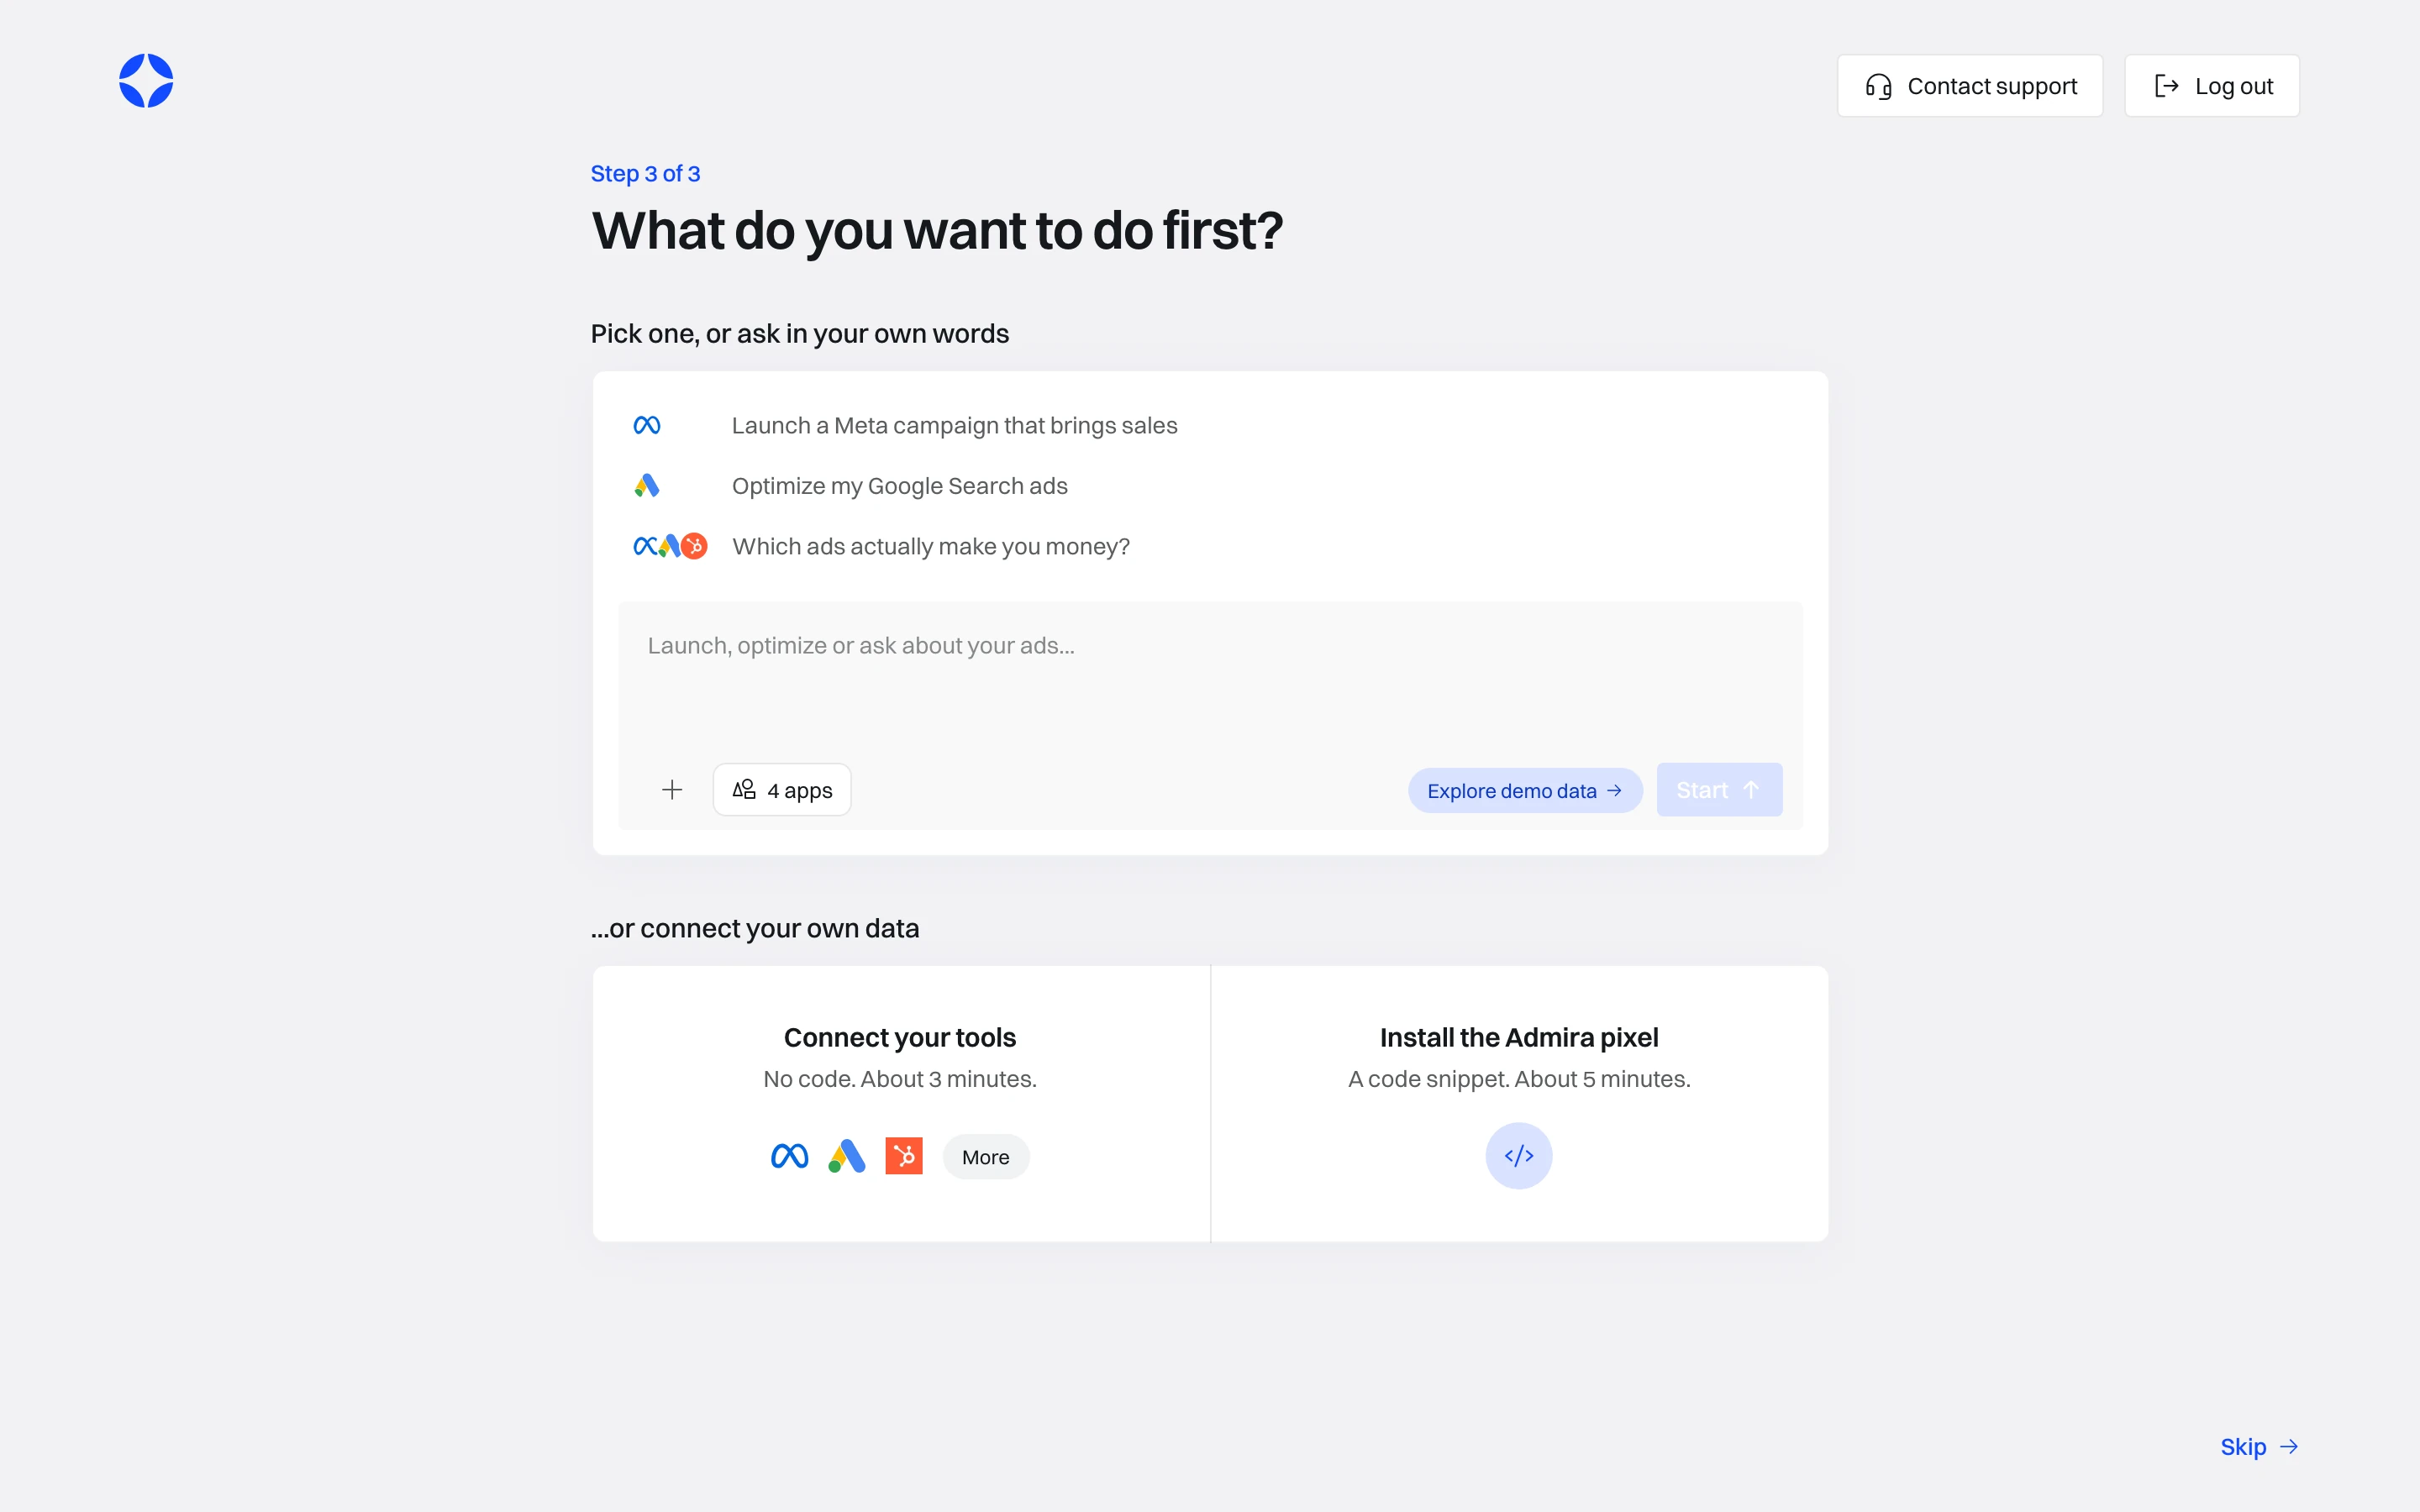 Contact support
Log out
Step 3 of 3
What do you want to do first?
Pick one, or ask in your own words
Launch a Meta campaign that brings sales
Optimize my Google Search ads
Which ads actually make you money?
Launch, optimize or ask about your ads...
4 apps
Explore demo data
Start
...or connect your own data
Connect your tools
No code. About 3 minutes.
More
Install the Admira pixel
A code snippet. About 5 minutes.
</>
Skip